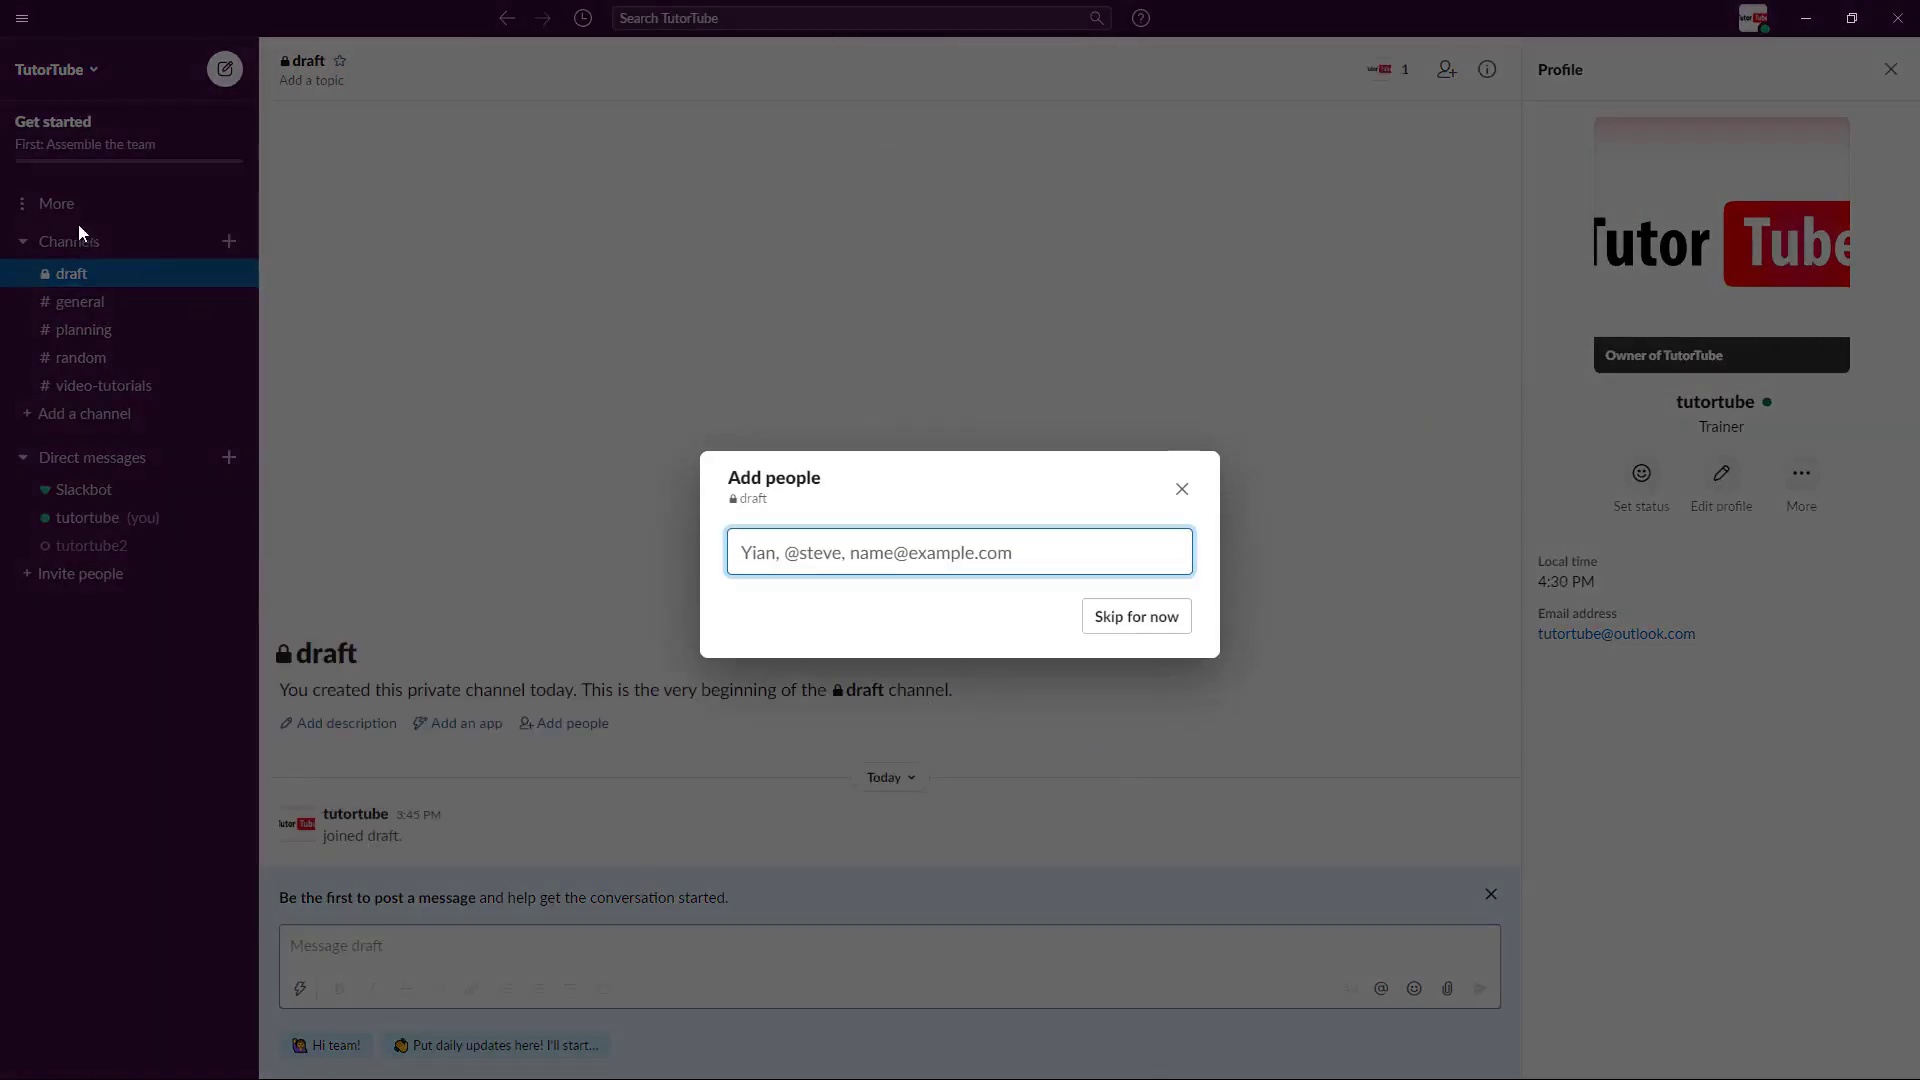 Search TutorTube
TutorTube
Get started
First: Assemble the team
More
Channels
draft
# general
# planning
# random
# video-tutorials
+ Add a channel
Direct messages
Slackbot
tutortube (you)
tutortube2
+ Invite people
draft
Add a topic
1
Add people
draft
Yian, @steve, name@example.com
Skip for now
draft
You created this private channel today. This is the very beginning of the draft channel.
Add description Add an app Add people
Today
tutortube 3:45 PM
joined draft.
Be the first to post a message and help get the conversation started.
Message draft
Hi team! Put daily updates here! I'll start...
Profile
Tutor Tube
Owner of TutorTube
tutortube
Trainer
Set status Edit profile More
Local time
4:30 PM
Email address
tutortube@outlook.com